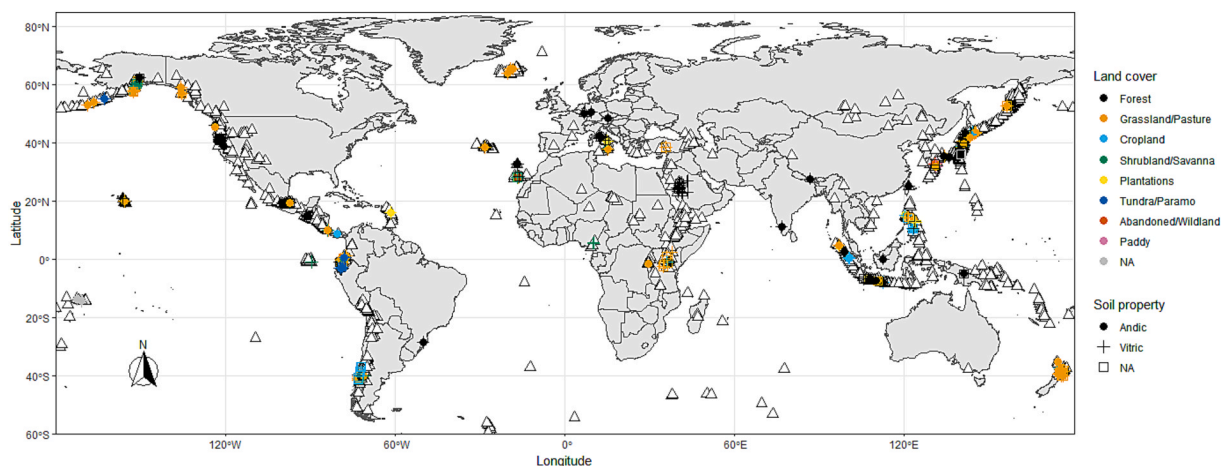 80°N
60°N
40°N
20°N
0°
20°S
40°S
60°S
Latitude
N
120°W
60°W
0°
60°E
120°E
Longitude
Land cover
Forest
Grassland/Pasture
Cropland
Shrubland/Savanna
Plantations
Tundra/Paramo
Abandoned/Wildland
Paddy
NA
Soil property
Andic
Vitric
NA